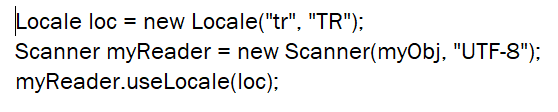 Locale loc = new Locale("tr", "TR");
Scanner myReader = new Scanner(myObj, "UTF-8");
myReader.useLocale(loc);